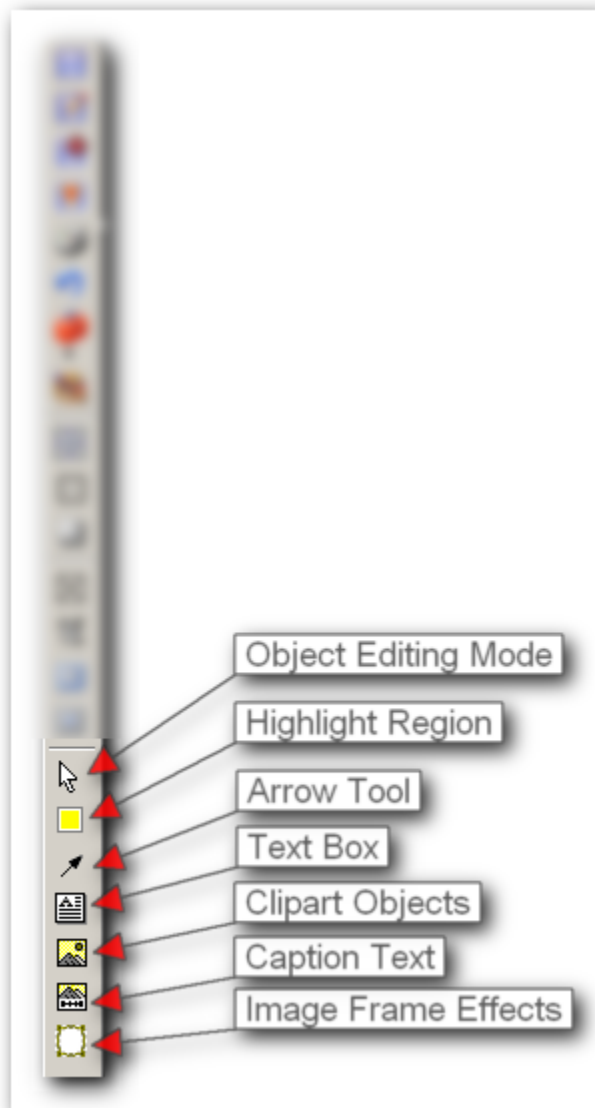 Object Editing Mode
Highlight Region
Arrow Tool
Text Box
Clipart Objects
Caption Text
Image Frame Effects